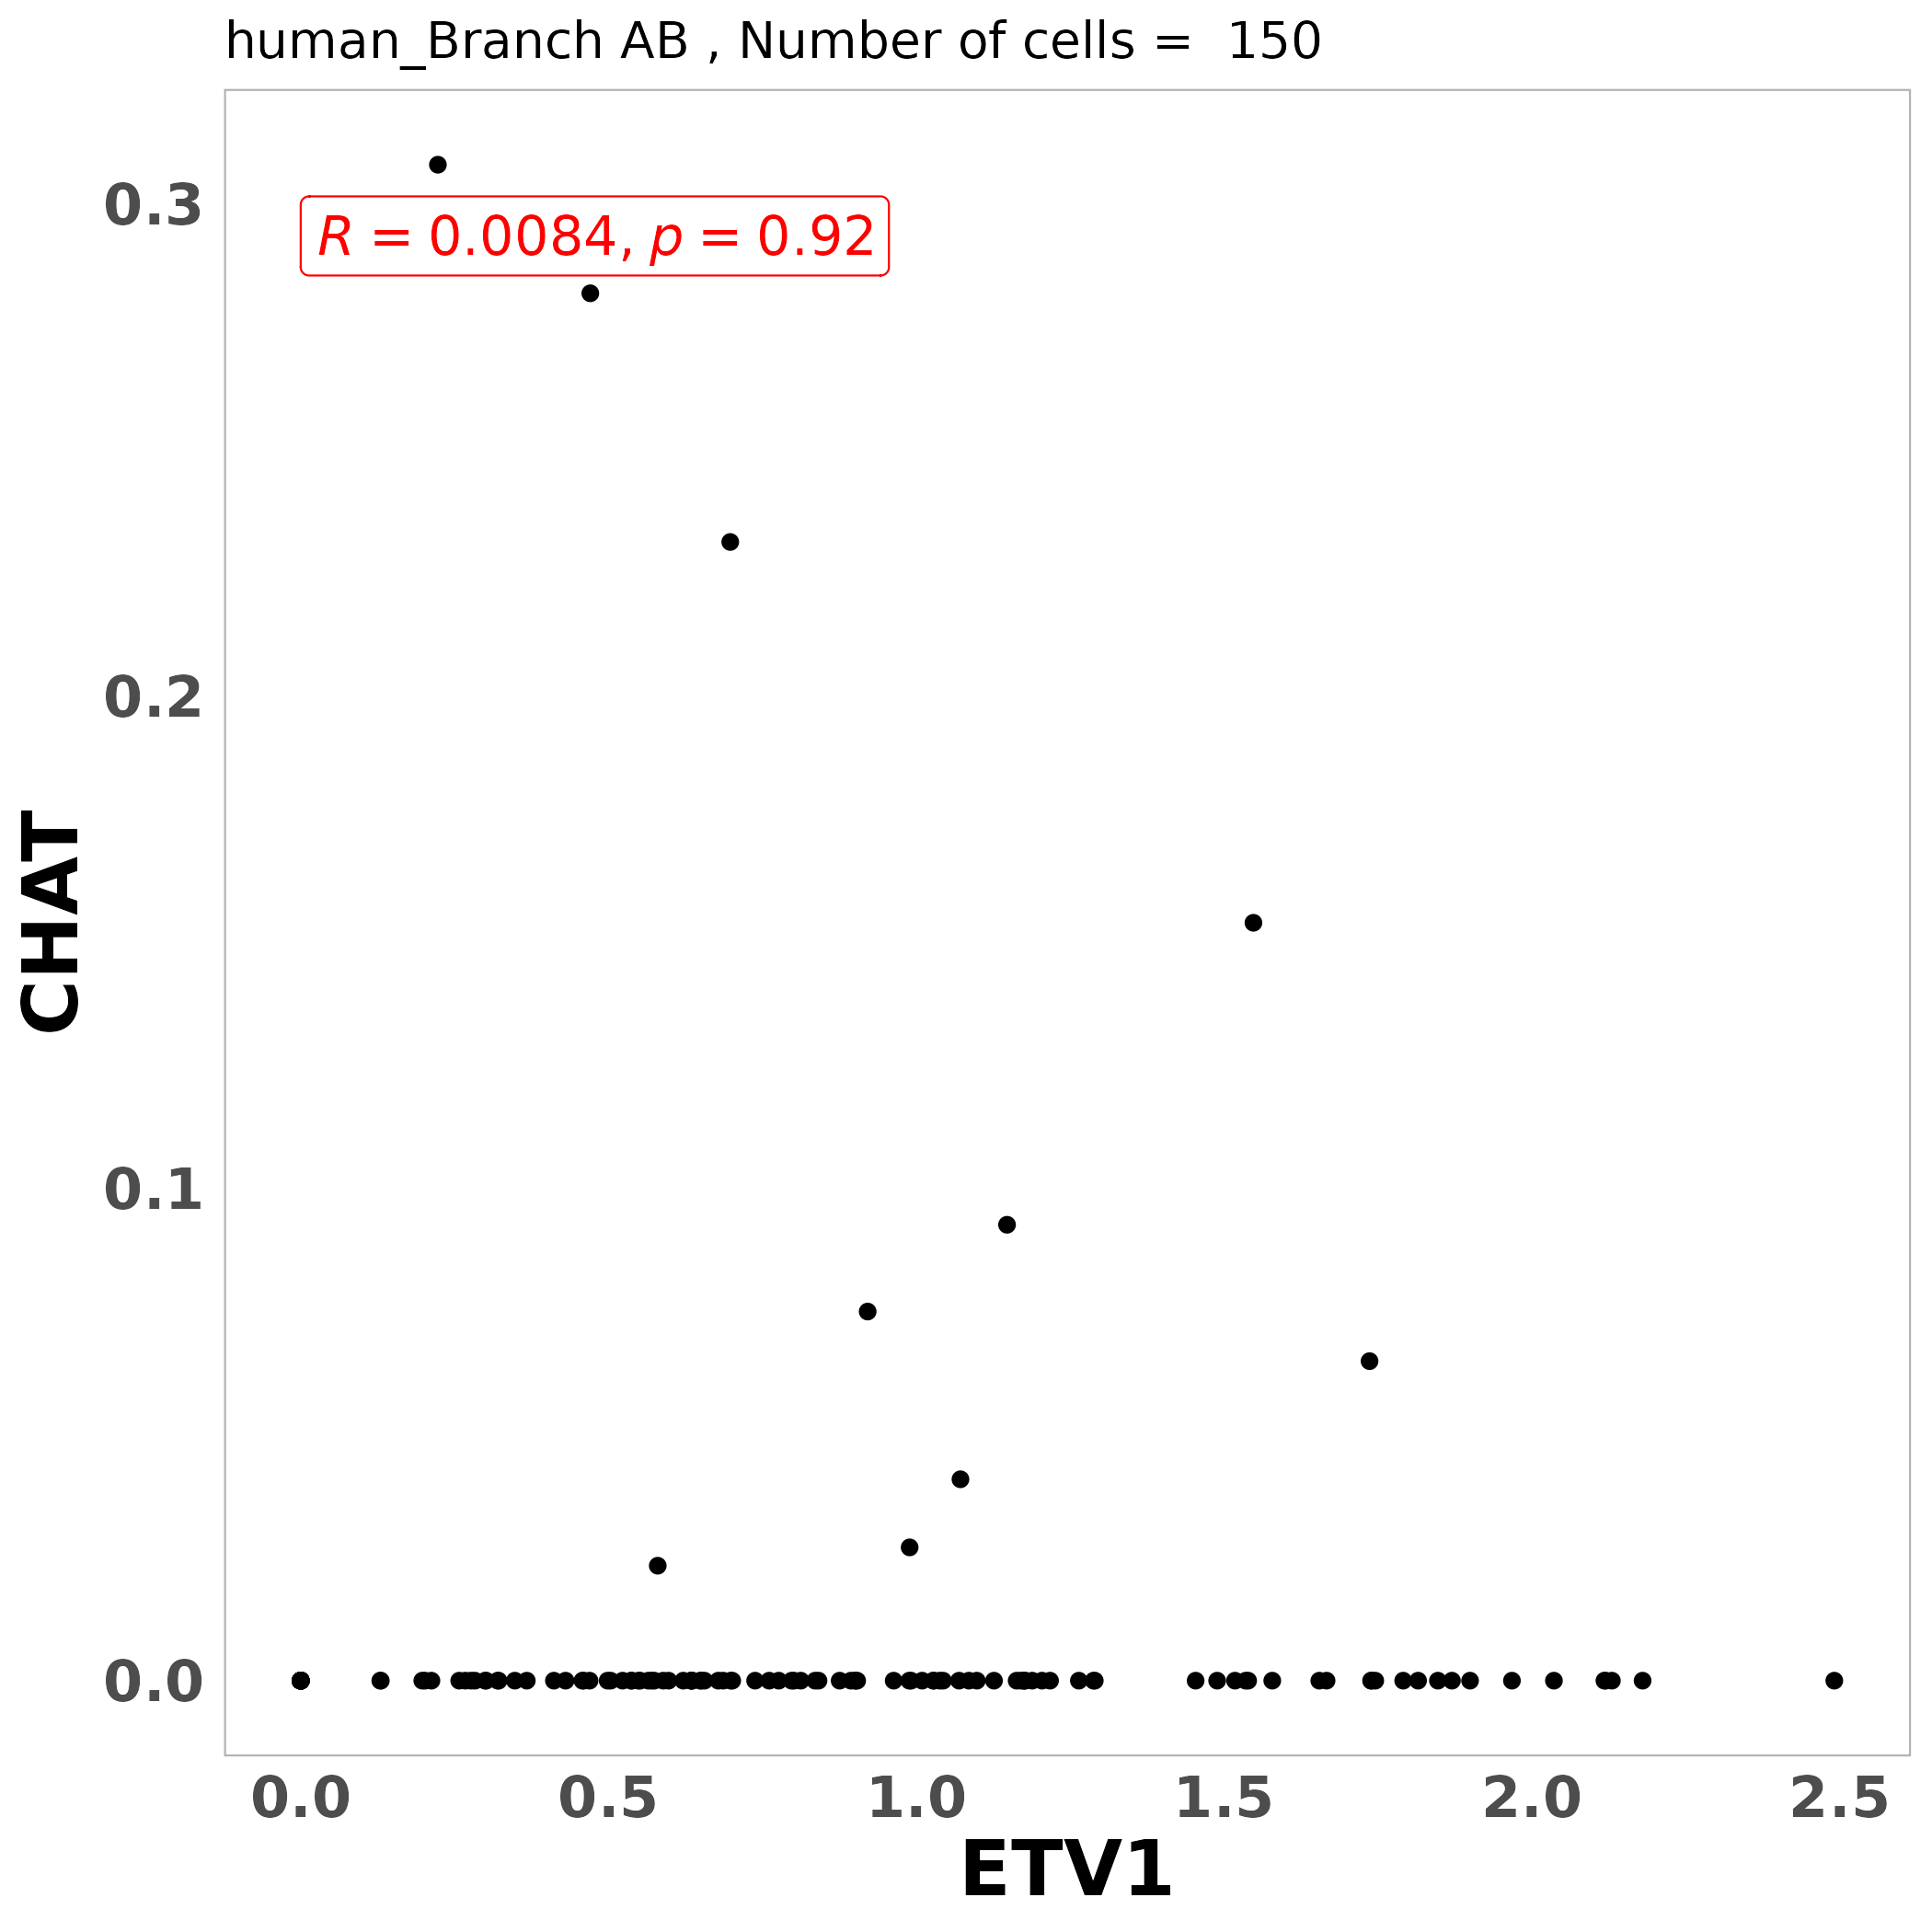 human_Branch AB , Number of cells =  150
0.3
R = 0.0084, p = 0.92
0.2
CHAT
0.1
0.0
0.0 0.5 1.0 1.5 2.0 2.5
ETV1